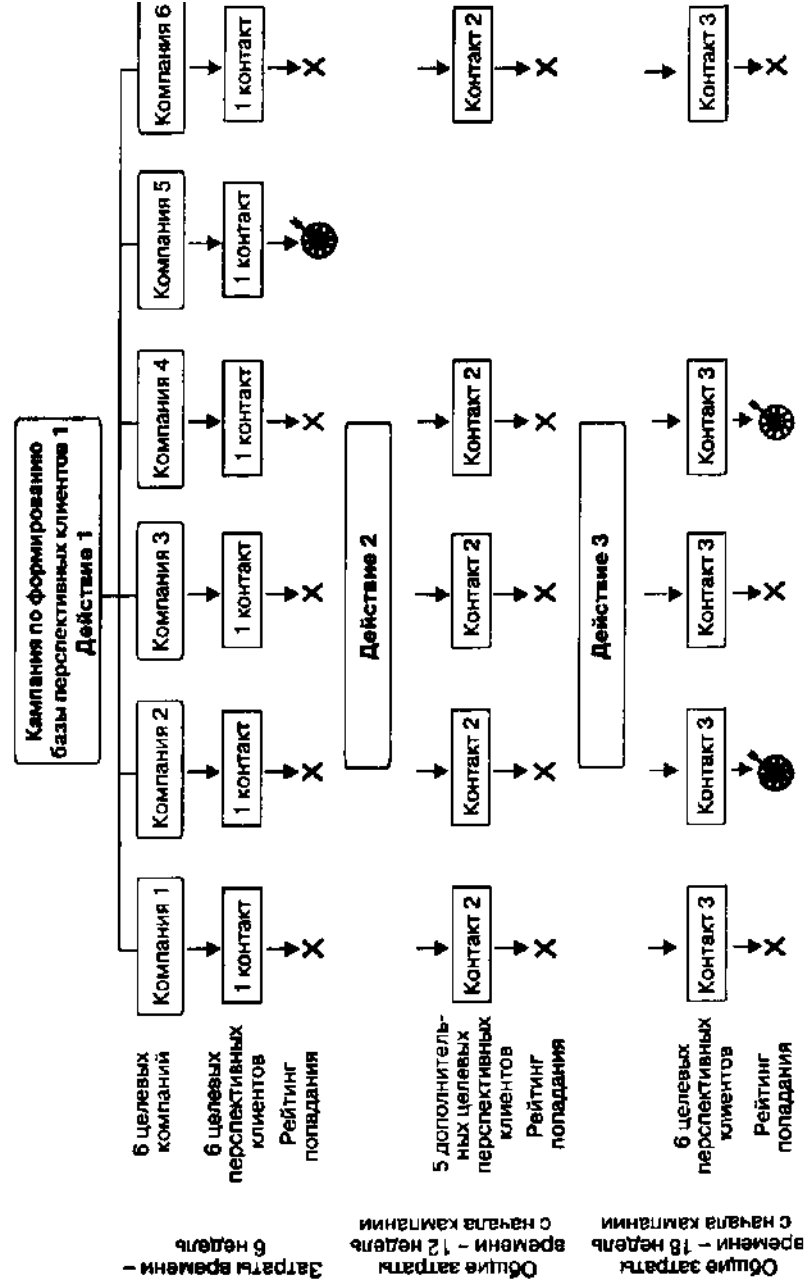 Кампания по формированию
базы перспективных клиентов 1
Действие 1
6 целевых
компаний
Компания 1
Компания 2
Компания 3
Компания 4
Компания 5
Компания 6
6 целевых
перспективных
клиентов
1 контакт
1 контакт
1 контакт
1 контакт
1 контакт
1 контакт
Рейтинг
попадания
Затраты времени –
6 недель
Действие 2
5 дополнитель-
ных целевых
перспективных
клиентов
Контакт 2
Контакт 2
Контакт 2
Контакт 2
Контакт 2
Рейтинг
попадания
Общие затраты
времени – 12 недель
с начала кампании
Действие 3
6 целевых
перспективных
клиентов
Контакт 3
Контакт 3
Контакт 3
Контакт 3
Контакт 3
Рейтинг
попадания
Общие затраты
времени – 18 недель
с начала кампании